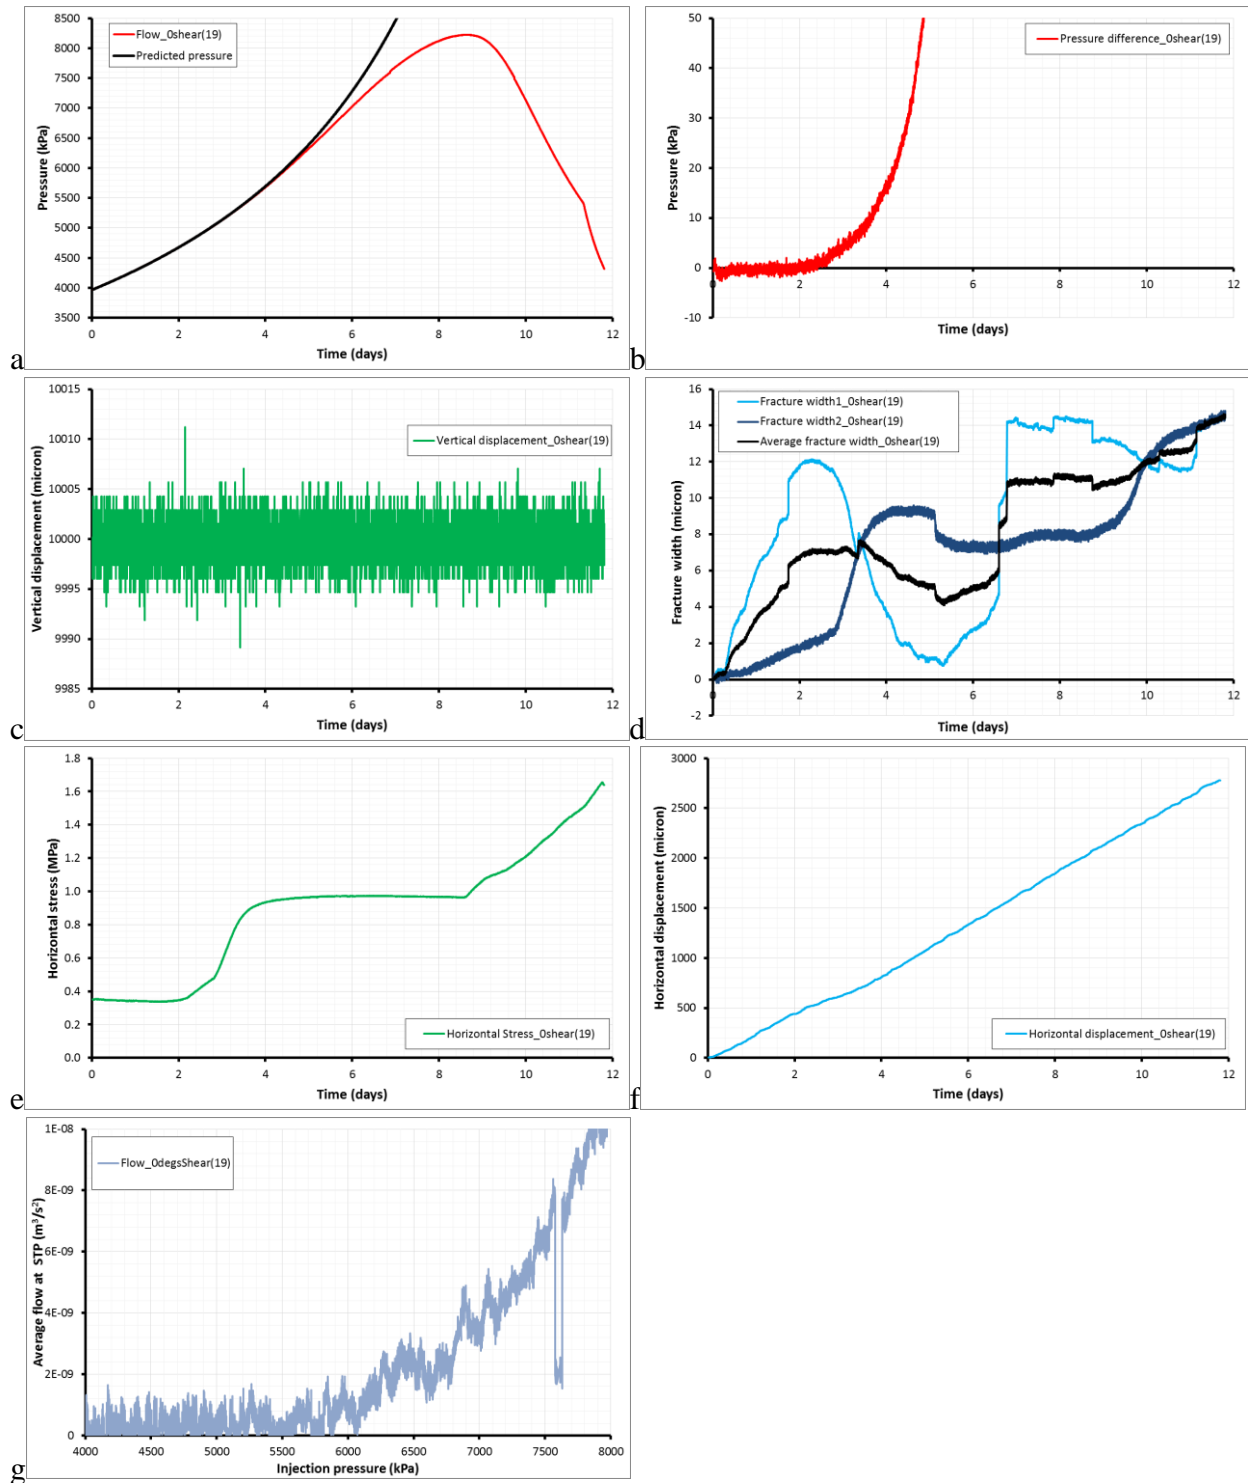 8500
8000
7500
7000
6500
6000
5500
5000
4500
4000
3500
Pressure (kPa)
Flow_0shear(19)
Predicted pressure
0 2 4 6 8 10 12
Time (days)
a
50
40
30
20
10
0
-10
Pressure (kPa)
Pressure difference_0shear(19)
0 2 4 6 8 10 12
Time (days)
b
10015
10010
10005
10000
9995
9990
9985
Vertical displacement (micron)
Vertical displacement_0shear(19)
0 2 4 6 8 10 12
Time (days)
c
16
14
12
10
8
6
4
2
0
-2
Fracture width (micron)
Fracture width1_0shear(19)
Fracture width2_0shear(19)
Average fracture width_0shear(19)
0 2 4 6 8 10 12
Time (days)
d
1.8
1.6
1.4
1.2
1.0
0.8
0.6
0.4
0.2
0.0
Horizontal stress (MPa)
Horizontal Stress_0shear(19)
0 2 4 6 8 10 12
Time (days)
e
3000
2500
2000
1500
1000
500
0
Horizontal displacement (micron)
Horizontal displacement_0shear(19)
0 2 4 6 8 10 12
Time (days)
f
1E-08
8E-09
6E-09
4E-09
2E-09
0
Average flow at STP (m³/s²)
Flow_0degsShear(19)
4000 4500 5000 5500 6000 6500 7000 7500 8000
Injection pressure (kPa)
g